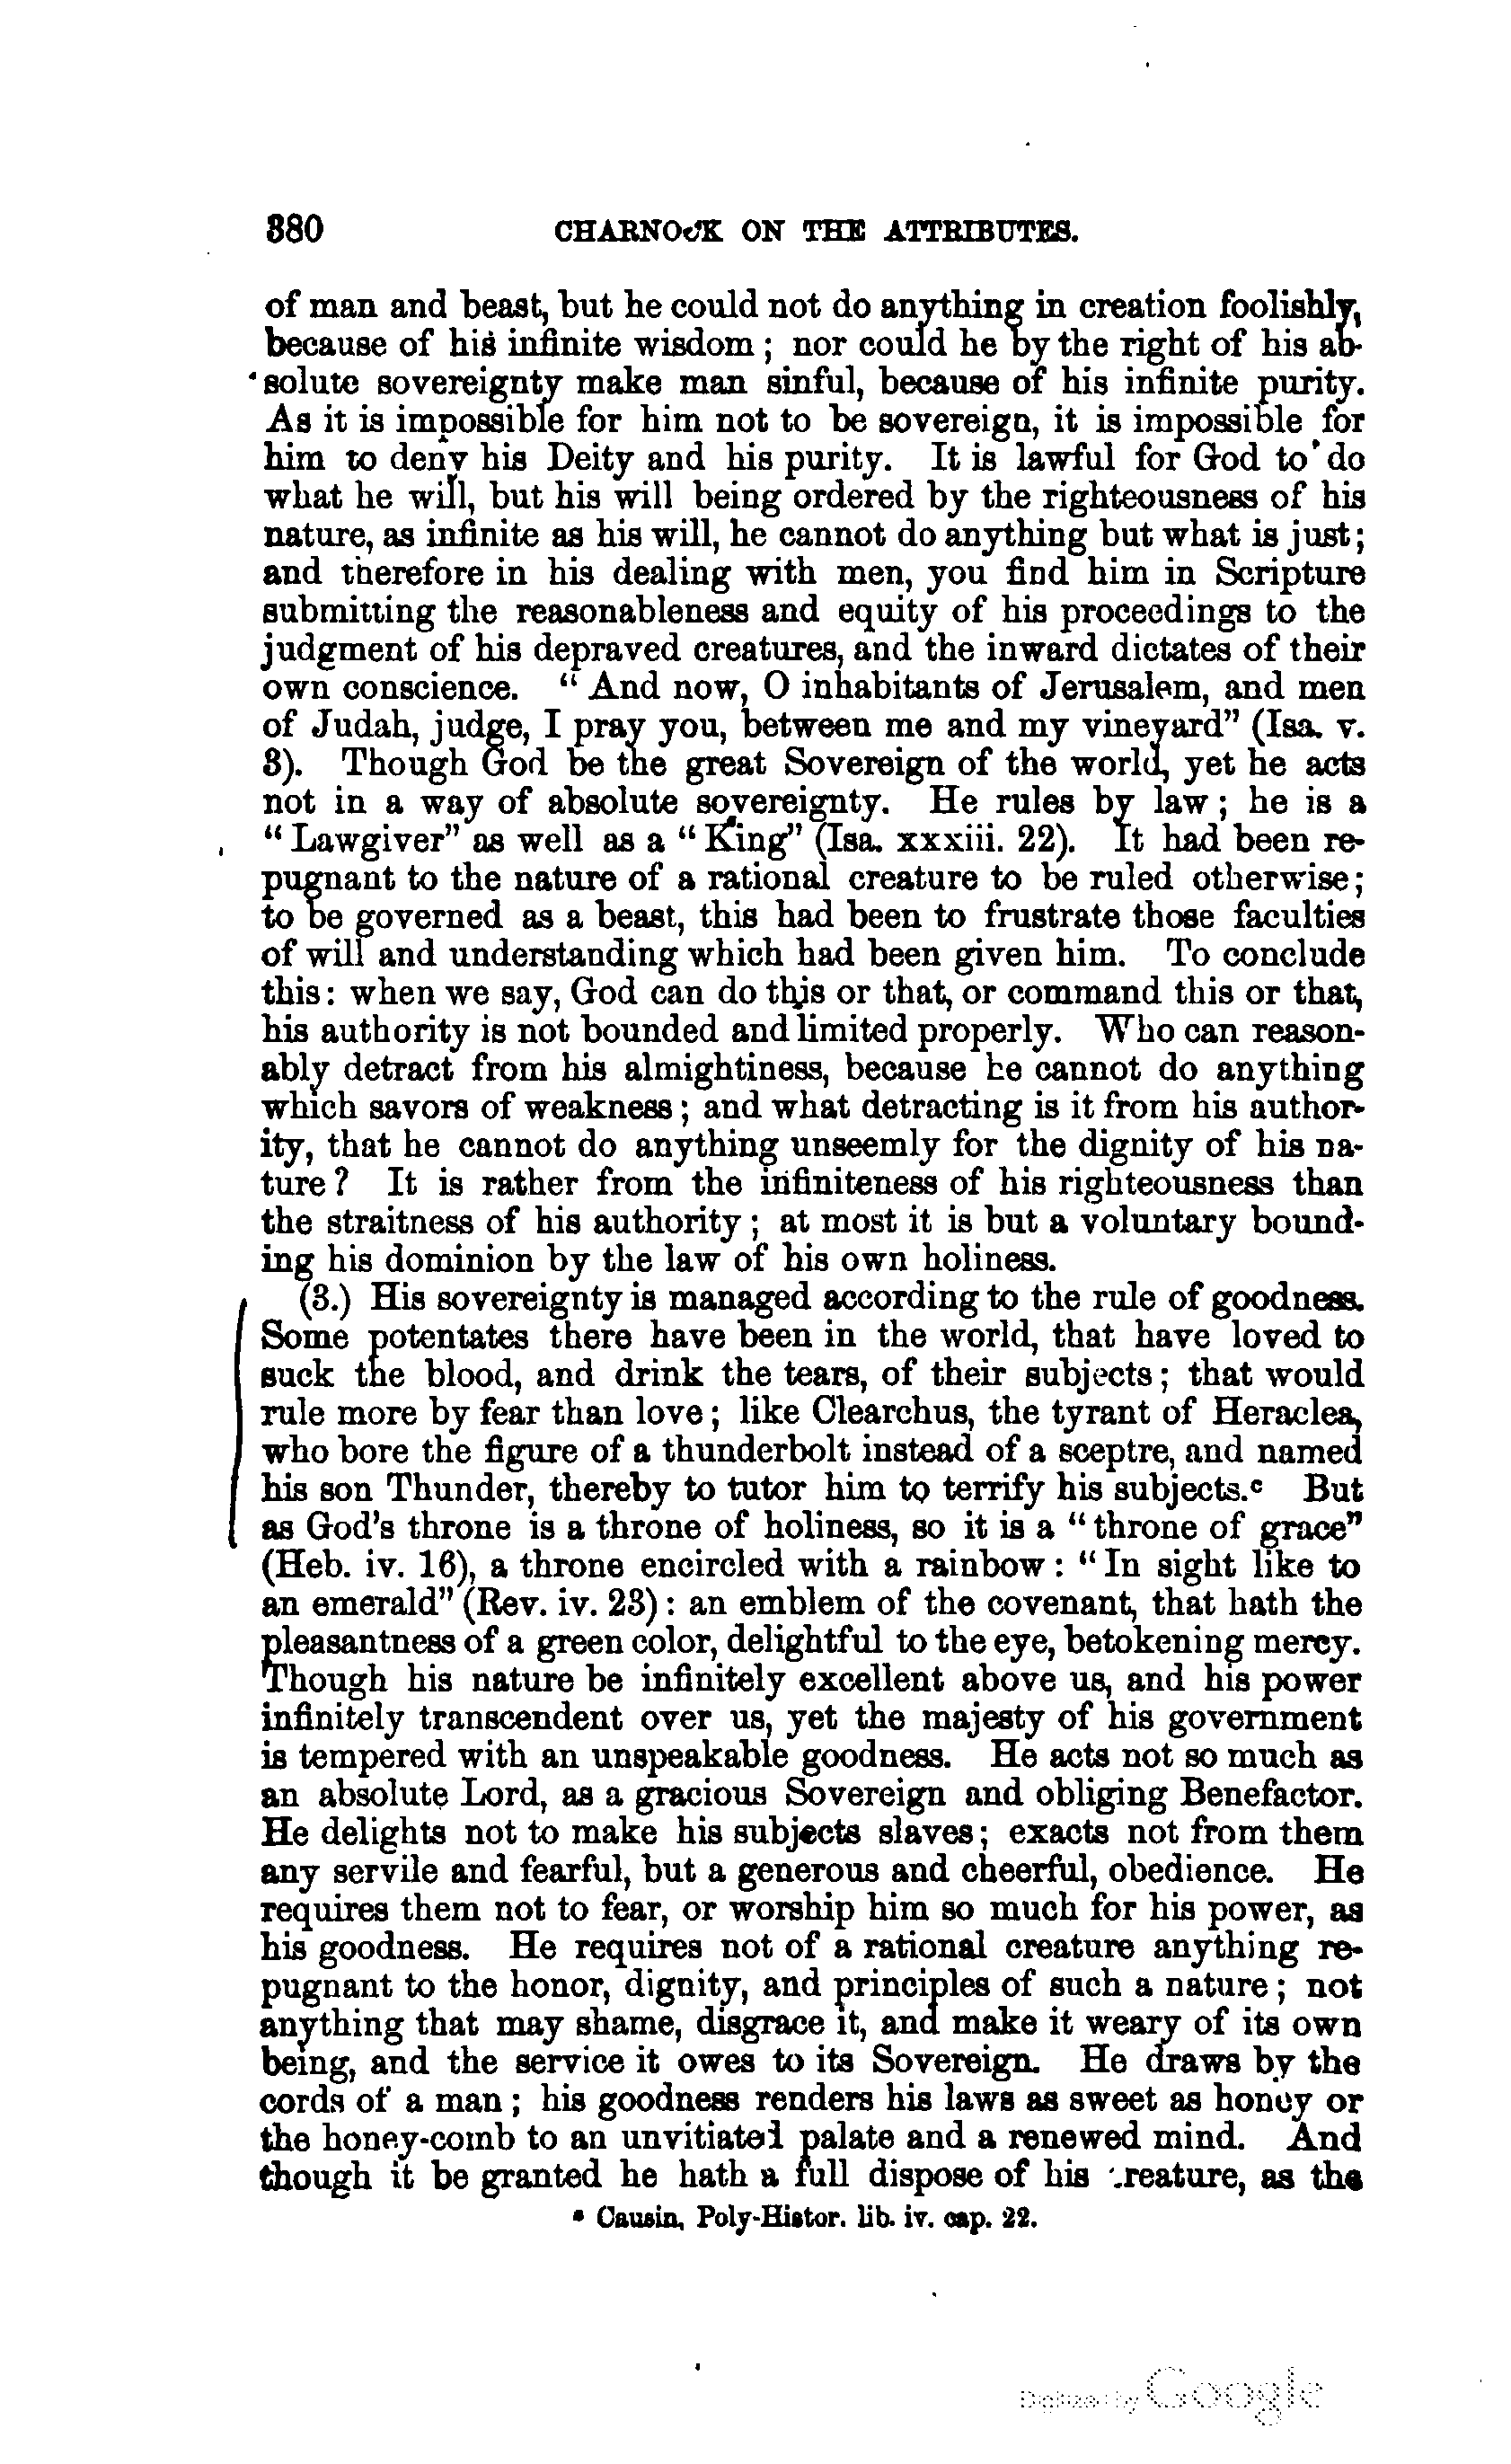 380 CHARNOCK ON THE ATTRIBUTES.
of man and beast, but he could not do anything in creation foolishly,
because of his infinite wisdom; nor could he by the right of his ab-
solute sovereignty make man sinful, because of his infinite purity.
As it is impossible for him not to be sovereign, it is impossible for
him to deny his Deity and his purity. It is lawful for God to do
what he will, but his will being ordered by the righteousness of his
nature, as infinite as his will, he cannot do anything but what is just;
and therefore in his dealing with men, you find him in Scripture
submitting the reasonableness and equity of his proceedings to the
judgment of his depraved creatures, and the inward dictates of their
own conscience. "And now, O inhabitants of Jerusalem, and men
of Judah, judge, I pray you, between me and my vineyard" (Isa. v.
3). Though God be the great Sovereign of the world, yet he acts
not in a way of absolute sovereignty. He rules by law; he is a
"Lawgiver" as well as a "King" (Isa. xxxiii. 22). It had been re-
pugnant to the nature of a rational creature to be ruled otherwise;
to be governed as a beast, this had been to frustrate those faculties
of will and understanding which had been given him. To conclude
this: when we say, God can do this or that, or command this or that,
his authority is not bounded and limited properly. Who can reason-
ably detract from his almightiness, because he cannot do anything
which savors of weakness; and what detracting is it from his author-
ity, that he cannot do anything unseemly for the dignity of his na-
ture? It is rather from the infiniteness of his righteousness than
the straitness of his authority; at most it is but a voluntary bound-
ing his dominion by the law of his own holiness.
(3.) His sovereignty is managed according to the rule of goodness.
Some potentates there have been in the world, that have loved to
suck the blood, and drink the tears, of their subjects; that would
rule more by fear than love; like Clearchus, the tyrant of Heraclea,
who bore the figure of a thunderbolt instead of a sceptre, and named
his son Thunder, thereby to tutor him to terrify his subjects.c But
as God's throne is a throne of holiness, so it is a "throne of grace"
(Heb. iv. 16), a throne encircled with a rainbow: "In sight like to
an emerald" (Rev. iv. 23): an emblem of the covenant, that hath the
pleasantness of a green color, delightful to the eye, betokening mercy.
Though his nature be infinitely excellent above us, and his power
infinitely transcendent over us, yet the majesty of his government
is tempered with an unspeakable goodness. He acts not so much as
an absolute Lord, as a gracious Sovereign and obliging Benefactor.
He delights not to make his subjects slaves; exacts not from them
any servile and fearful, but a generous and cheerful, obedience. He
requires them not to fear, or worship him so much for his power, as
his goodness. He requires not of a rational creature anything re-
pugnant to the honor, dignity, and principles of such a nature; not
anything that may shame, disgrace it, and make it weary of its own
being, and the service it owes to its Sovereign. He draws by the
cords of a man; his goodness renders his laws as sweet as honey or
the honey-comb to an unvitiated palate and a renewed mind. And
though it be granted he hath a full dispose of his creature, as the
c Causin, Poly-Histor. lib. iv. cap. 22.
Digitized by Google